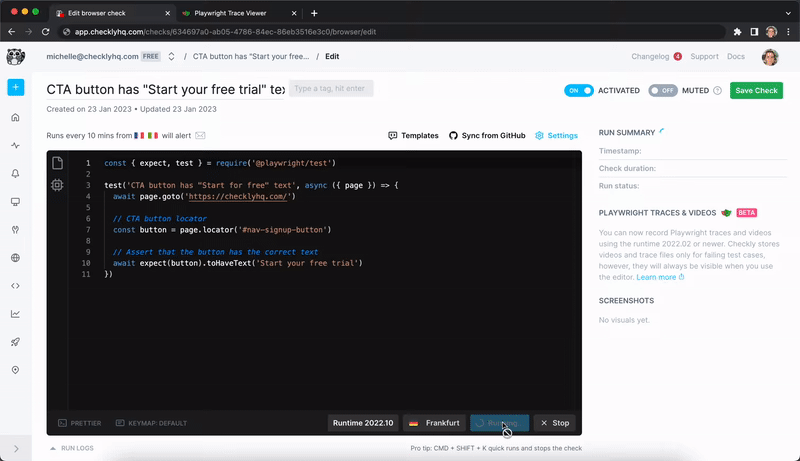 Edit browser check
Playwright Trace Viewer
app.checklyhq.com/checks/634697a0-ab05-4766-84ec-86eb3516e3c0/browser/edit
michelle@checklyhq.com FREE / CTA button has "Start your free... / Edit
Changelog 4 Support Docs
CTA button has "Start your free trial" tex
Type a tag, hit enter
ON ACTIVATED OFF MUTED Save Check
Created on 23 Jan 2023 • Updated 23 Jan 2023
Runs every 10 mins from will alert
Templates Sync from GitHub Settings
1 const { expect, test } = require('@playwright/test')
2
3 test('CTA button has "Start for free" text', async ({ page }) => {
4 await page.goto('https://checklyhq.com/')
5
6 // CTA button locator
7 const button = page.locator('#nav-signup-button')
8
9 // Assert that the button has the correct text
10 await expect(button).toHaveText('Start your free trial')
11 })
PRETTIER KEYMAP: DEFAULT Runtime 2022.10 Frankfurt Running Stop
RUN LOGS
Pro tip: CMD + SHIFT + K quick runs and stops the check
RUN SUMMARY
Timestamp:
Check duration:
Run status:
PLAYWRIGHT TRACES & VIDEOS BETA
You can now record Playwright traces and
videos using the runtime 2022.02 or newer. Checkly stores
videos and trace files only for failing test cases,
however, they will always be visible when you use
the editor. Learn more
SCREENSHOTS
No visuals yet.